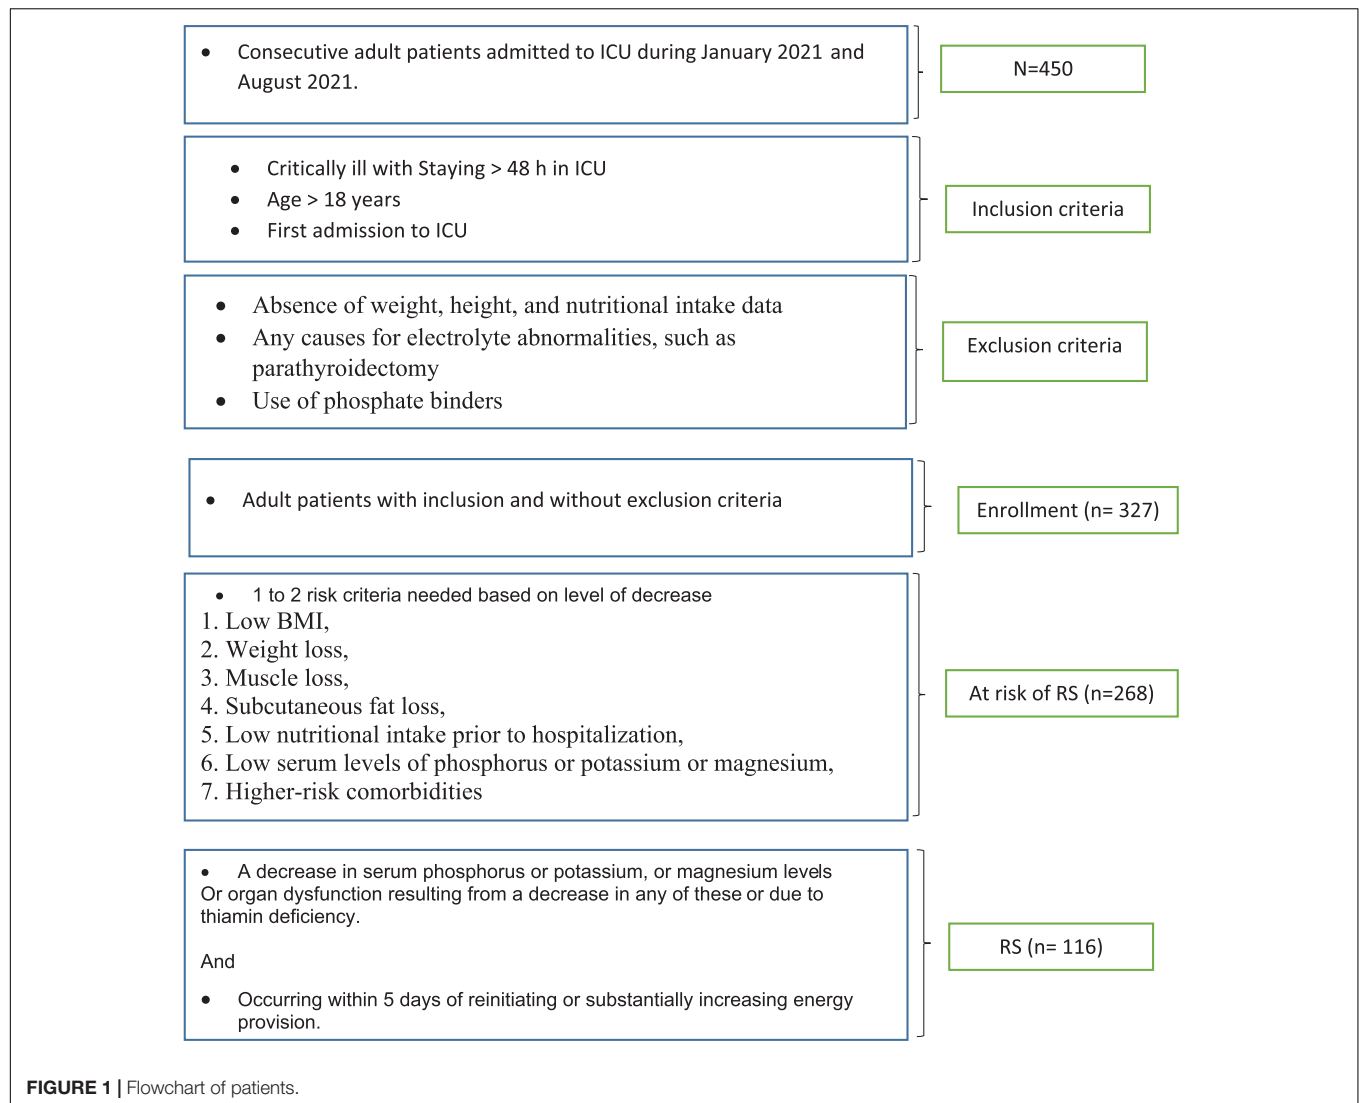 • Consecutive adult patients admitted to ICU during January 2021 and
August 2021.
N=450
• Critically ill with Staying > 48 h in ICU
• Age > 18 years
• First admission to ICU
Inclusion criteria
• Absence of weight, height, and nutritional intake data
• Any causes for electrolyte abnormalities, such as
parathyroidectomy
• Use of phosphate binders
Exclusion criteria
• Adult patients with inclusion and without exclusion criteria
Enrollment (n= 327)
• 1 to 2 risk criteria needed based on level of decrease
1. Low BMI,
2. Weight loss,
3. Muscle loss,
4. Subcutaneous fat loss,
5. Low nutritional intake prior to hospitalization,
6. Low serum levels of phosphorus or potassium or magnesium,
7. Higher-risk comorbidities
At risk of RS (n=268)
• A decrease in serum phosphorus or potassium, or magnesium levels
Or organ dysfunction resulting from a decrease in any of these or due to
thiamin deficiency.
And
• Occurring within 5 days of reinitiating or substantially increasing energy
provision.
RS (n= 116)
FIGURE 1 | Flowchart of patients.